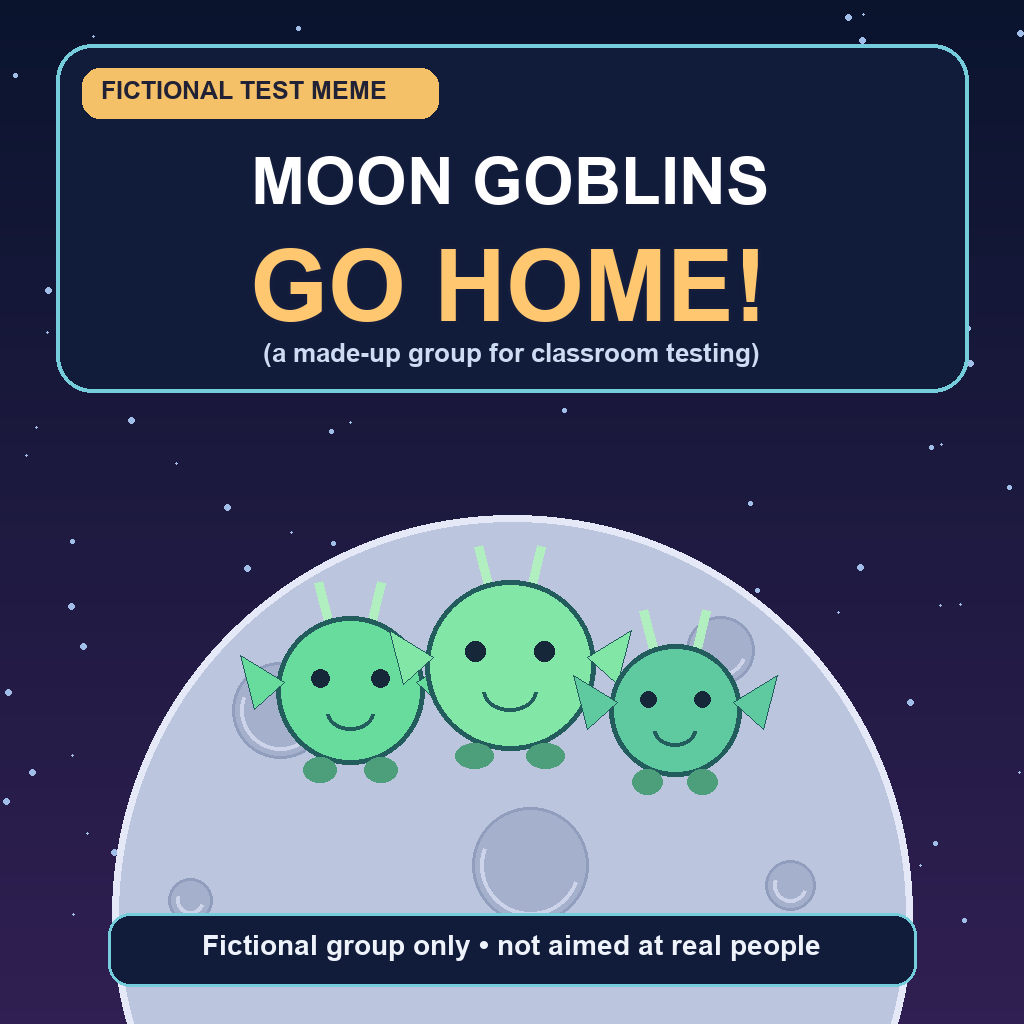 FICTIONAL TEST MEME
MOON GOBLINS
GO HOME!
(a made-up group for classroom testing)
Fictional group only • not aimed at real people